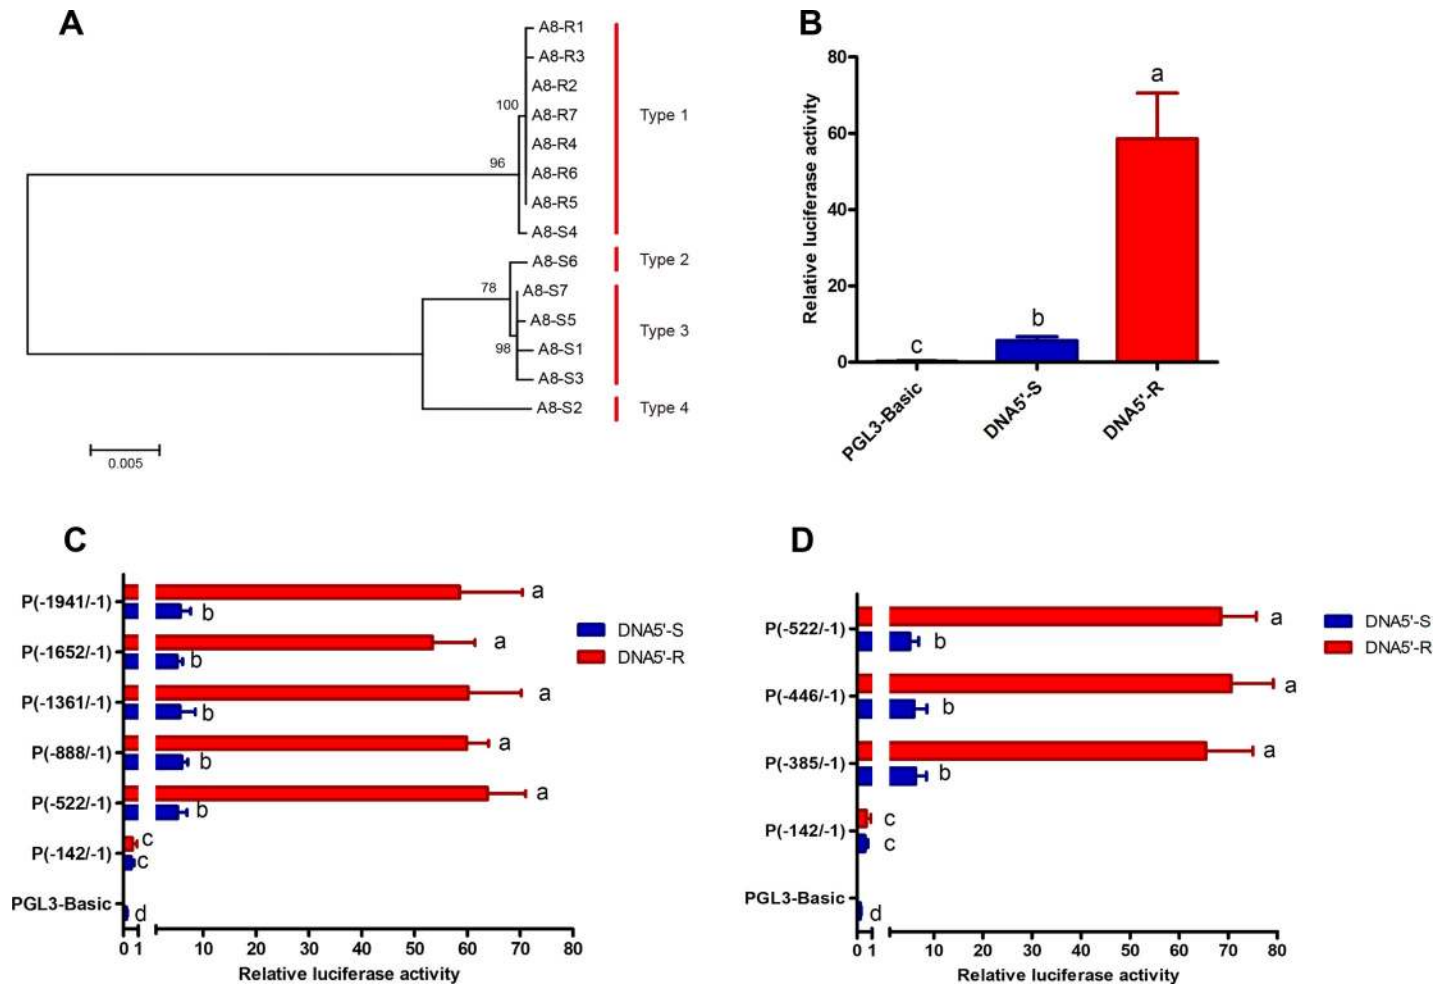 A
A8-R1
A8-R3
A8-R2
100
A8-R7
Type 1
A8-R4
96
A8-R6
A8-R5
A8-S4
A8-S6
Type 2
78
A8-S7
A8-S5
Type 3
98
A8-S1
A8-S3
A8-S2
Type 4
0.005
B
Relative luciferase activity
80
60
40
20
0
c
b
a
PGL3-Basic
DNA5'-S
DNA5'-R
C
P(-1941/-1)
a
b
P(-1652/-1)
a
b
P(-1361/-1)
a
b
P(-888/-1)
a
b
P(-522/-1)
a
b
P(-142/-1)
c
c
PGL3-Basic
d
0 1 10 20 30 40 50 60 70 80
Relative luciferase activity
DNA5'-S
DNA5'-R
D
P(-522/-1)
a
b
P(-446/-1)
a
b
P(-385/-1)
a
b
P(-142/-1)
c
c
PGL3-Basic
d
0 1 10 20 30 40 50 60 70 80
Relative luciferase activity
DNA5'-S
DNA5'-R